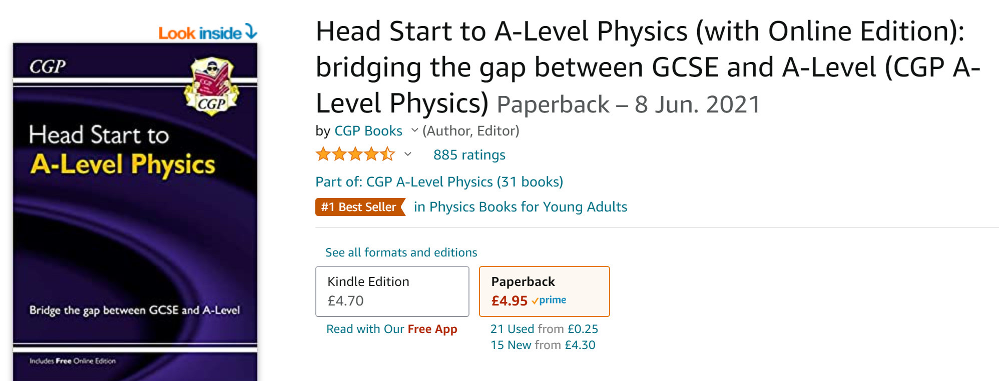 Look inside
CGP
CGP
CGP
Head Start to
A-Level Physics
Bridge the gap between GCSE and A-Level
Includes Free Online Edition
Head Start to A-Level Physics (with Online Edition):
bridging the gap between GCSE and A-Level (CGP A-
Level Physics) Paperback – 8 Jun. 2021
by CGP Books (Author, Editor)
885 ratings
Part of: CGP A-Level Physics (31 books)
#1 Best Seller in Physics Books for Young Adults
See all formats and editions
Kindle Edition
£4.70
Read with Our Free App
Paperback
£4.95 prime
21 Used from £0.25
15 New from £4.30